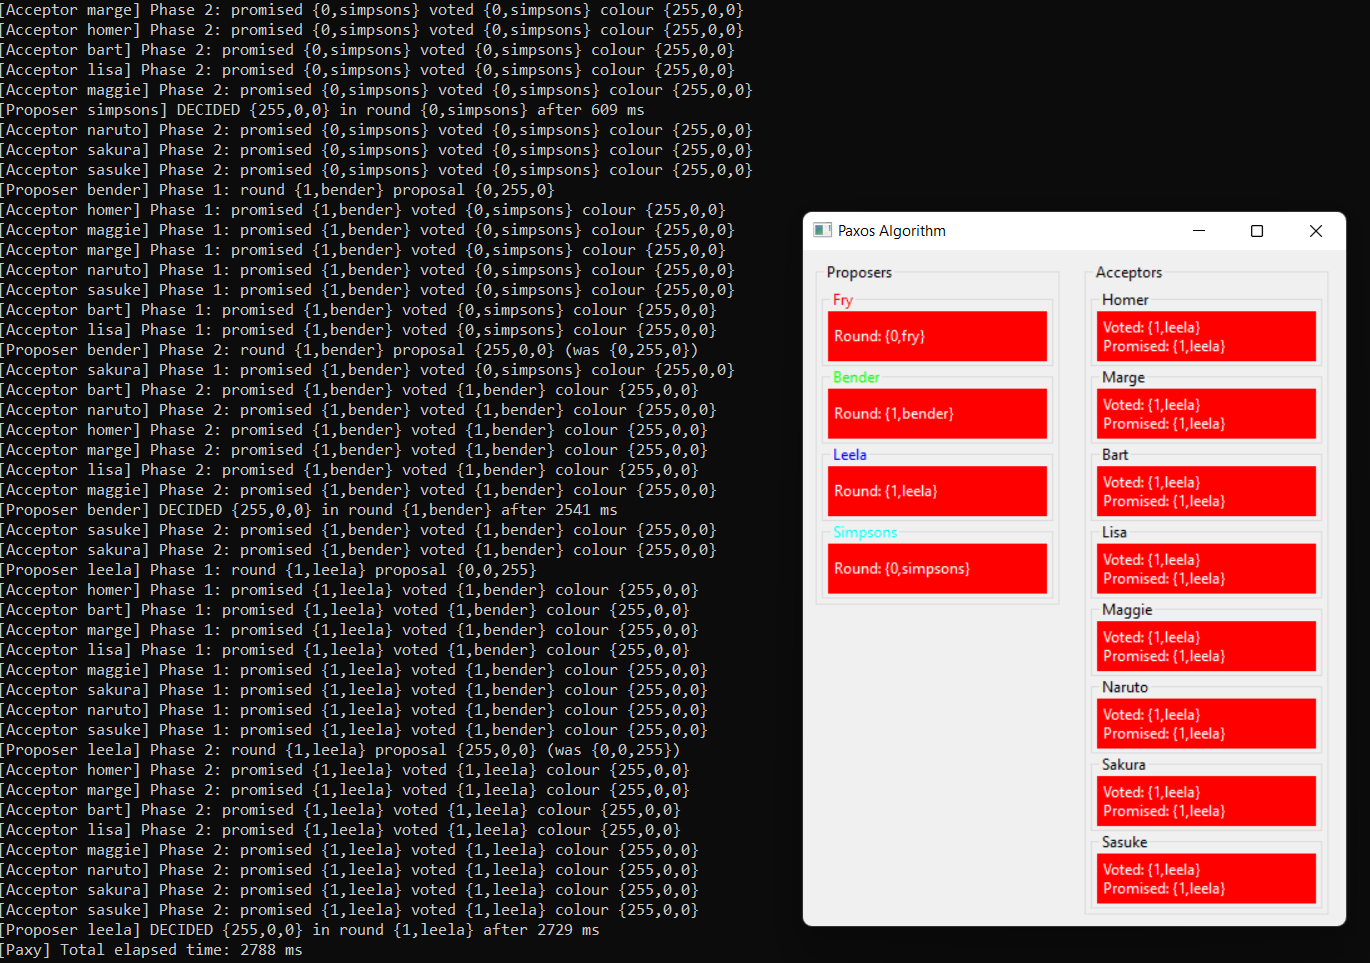 [Acceptor marge] Phase 2: promised {0,simpsons} voted {0,simpsons} colour {255,0,0}
[Acceptor homer] Phase 2: promised {0,simpsons} voted {0,simpsons} colour {255,0,0}
[Acceptor bart] Phase 2: promised {0,simpsons} voted {0,simpsons} colour {255,0,0}
[Acceptor lisa] Phase 2: promised {0,simpsons} voted {0,simpsons} colour {255,0,0}
[Acceptor maggie] Phase 2: promised {0,simpsons} voted {0,simpsons} colour {255,0,0}
[Proposer simpsons] DECIDED {255,0,0} in round {0,simpsons} after 609 ms
[Acceptor naruto] Phase 2: promised {0,simpsons} voted {0,simpsons} colour {255,0,0}
[Acceptor sakura] Phase 2: promised {0,simpsons} voted {0,simpsons} colour {255,0,0}
[Acceptor sasuke] Phase 2: promised {0,simpsons} voted {0,simpsons} colour {255,0,0}
[Proposer bender] Phase 1: round {1,bender} proposal {0,255,0}
[Acceptor homer] Phase 1: promised {1,bender} voted {0,simpsons} colour {255,0,0}
[Acceptor maggie] Phase 1: promised {1,bender} voted {0,simpsons} colour {255,0,0}
[Acceptor marge] Phase 1: promised {1,bender} voted {0,simpsons} colour {255,0,0}
[Acceptor naruto] Phase 1: promised {1,bender} voted {0,simpsons} colour {255,0,0}
[Acceptor sasuke] Phase 1: promised {1,bender} voted {0,simpsons} colour {255,0,0}
[Acceptor bart] Phase 1: promised {1,bender} voted {0,simpsons} colour {255,0,0}
[Acceptor lisa] Phase 1: promised {1,bender} voted {0,simpsons} colour {255,0,0}
[Proposer bender] Phase 2: round {1,bender} proposal {255,0,0} (was {0,255,0})
[Acceptor sakura] Phase 1: promised {1,bender} voted {0,simpsons} colour {255,0,0}
[Acceptor bart] Phase 2: promised {1,bender} voted {1,bender} colour {255,0,0}
[Acceptor naruto] Phase 2: promised {1,bender} voted {1,bender} colour {255,0,0}
[Acceptor homer] Phase 2: promised {1,bender} voted {1,bender} colour {255,0,0}
[Acceptor marge] Phase 2: promised {1,bender} voted {1,bender} colour {255,0,0}
[Acceptor lisa] Phase 2: promised {1,bender} voted {1,bender} colour {255,0,0}
[Acceptor maggie] Phase 2: promised {1,bender} voted {1,bender} colour {255,0,0}
[Proposer bender] DECIDED {255,0,0} in round {1,bender} after 2541 ms
[Acceptor sasuke] Phase 2: promised {1,bender} voted {1,bender} colour {255,0,0}
[Acceptor sakura] Phase 2: promised {1,bender} voted {1,bender} colour {255,0,0}
[Proposer leela] Phase 1: round {1,leela} proposal {0,0,255}
[Acceptor homer] Phase 1: promised {1,leela} voted {1,bender} colour {255,0,0}
[Acceptor bart] Phase 1: promised {1,leela} voted {1,bender} colour {255,0,0}
[Acceptor marge] Phase 1: promised {1,leela} voted {1,bender} colour {255,0,0}
[Acceptor lisa] Phase 1: promised {1,leela} voted {1,bender} colour {255,0,0}
[Acceptor maggie] Phase 1: promised {1,leela} voted {1,bender} colour {255,0,0}
[Acceptor sakura] Phase 1: promised {1,leela} voted {1,bender} colour {255,0,0}
[Acceptor naruto] Phase 1: promised {1,leela} voted {1,bender} colour {255,0,0}
[Acceptor sasuke] Phase 1: promised {1,leela} voted {1,bender} colour {255,0,0}
[Proposer leela] Phase 2: round {1,leela} proposal {255,0,0} (was {0,0,255})
[Acceptor homer] Phase 2: promised {1,leela} voted {1,leela} colour {255,0,0}
[Acceptor marge] Phase 2: promised {1,leela} voted {1,leela} colour {255,0,0}
[Acceptor bart] Phase 2: promised {1,leela} voted {1,leela} colour {255,0,0}
[Acceptor lisa] Phase 2: promised {1,leela} voted {1,leela} colour {255,0,0}
[Acceptor maggie] Phase 2: promised {1,leela} voted {1,leela} colour {255,0,0}
[Acceptor naruto] Phase 2: promised {1,leela} voted {1,leela} colour {255,0,0}
[Acceptor sakura] Phase 2: promised {1,leela} voted {1,leela} colour {255,0,0}
[Acceptor sasuke] Phase 2: promised {1,leela} voted {1,leela} colour {255,0,0}
[Proposer leela] DECIDED {255,0,0} in round {1,leela} after 2729 ms
[Paxy] Total elapsed time: 2788 ms
Paxos Algorithm
Proposers
Fry
Round: {0,fry}
Bender
Round: {1,bender}
Leela
Round: {1,leela}
Simpsons
Round: {0,simpsons}
Acceptors
Homer
Voted: {1,leela}
Promised: {1,leela}
Marge
Voted: {1,leela}
Promised: {1,leela}
Bart
Voted: {1,leela}
Promised: {1,leela}
Lisa
Voted: {1,leela}
Promised: {1,leela}
Maggie
Voted: {1,leela}
Promised: {1,leela}
Naruto
Voted: {1,leela}
Promised: {1,leela}
Sakura
Voted: {1,leela}
Promised: {1,leela}
Sasuke
Voted: {1,leela}
Promised: {1,leela}